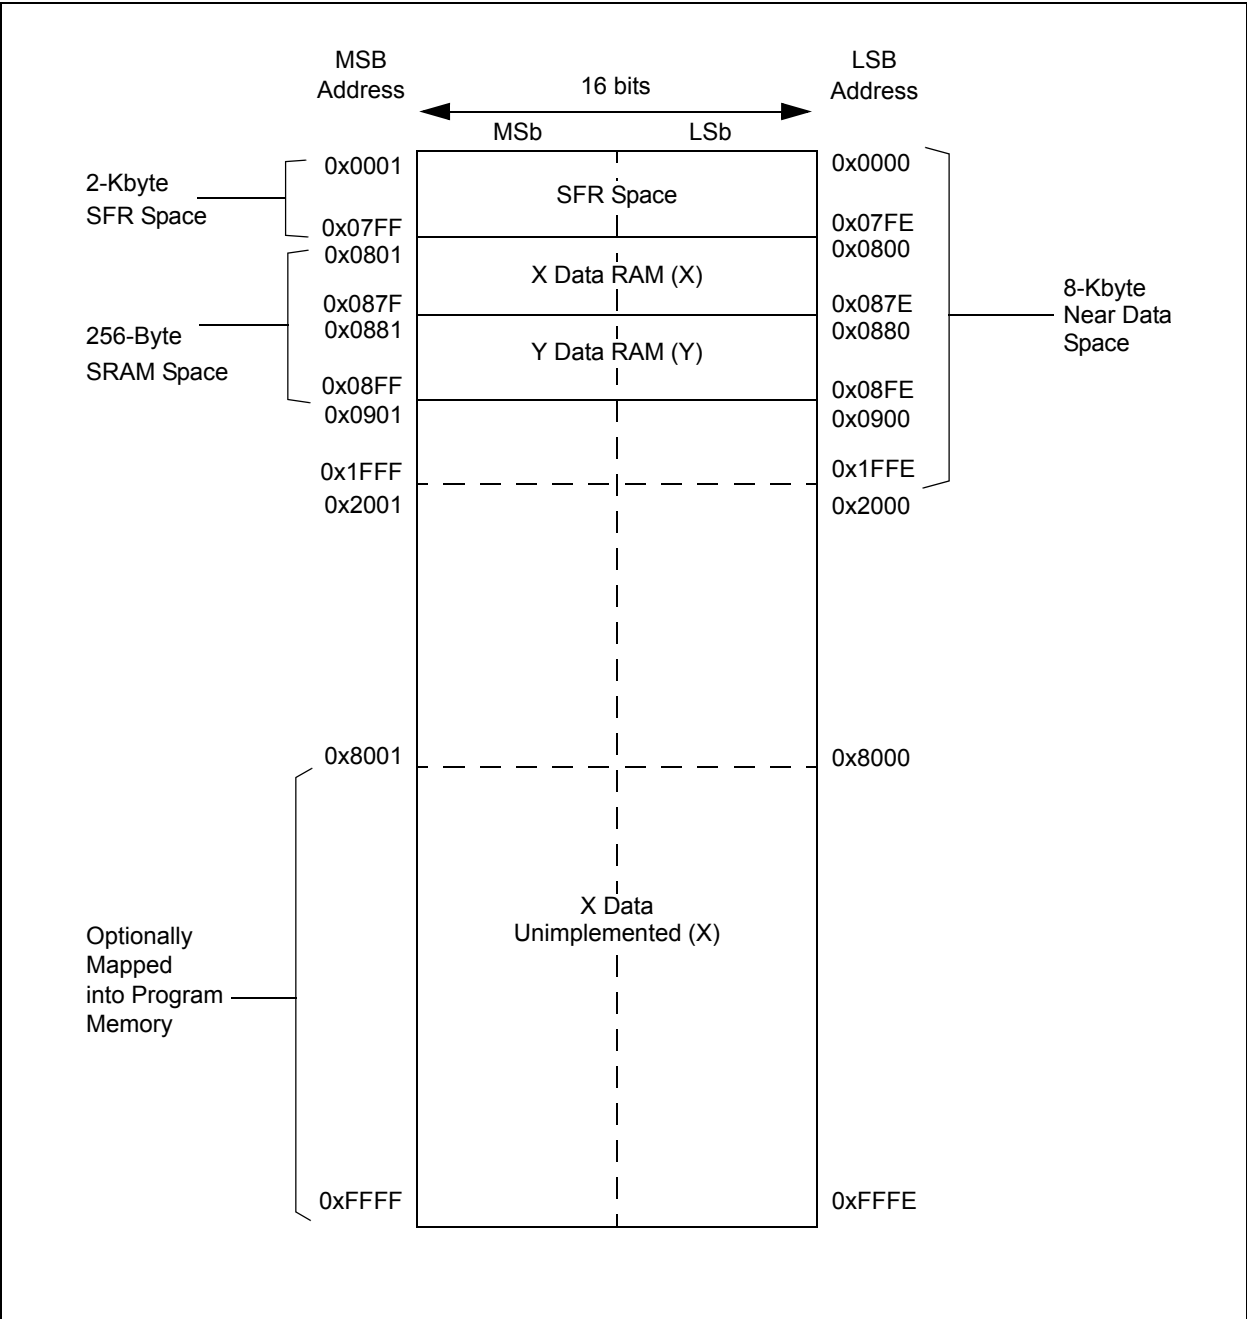 MSB
Address
16 bits
LSB
Address
MSb
LSb
2-Kbyte
SFR Space
0x0001
SFR Space
0x0000
0x07FF
0x07FE
0x0801
0x0800
256-Byte
SRAM Space
X Data RAM (X)
0x087F
0x087E
0x0881
0x0880
Y Data RAM (Y)
0x08FF
0x08FE
0x0901
0x0900
8-Kbyte
Near Data
Space
0x1FFF
0x1FFE
0x2001
0x2000
0x8001
0x8000
X Data
Unimplemented (X)
Optionally
Mapped
into Program
Memory
0xFFFF
0xFFFE